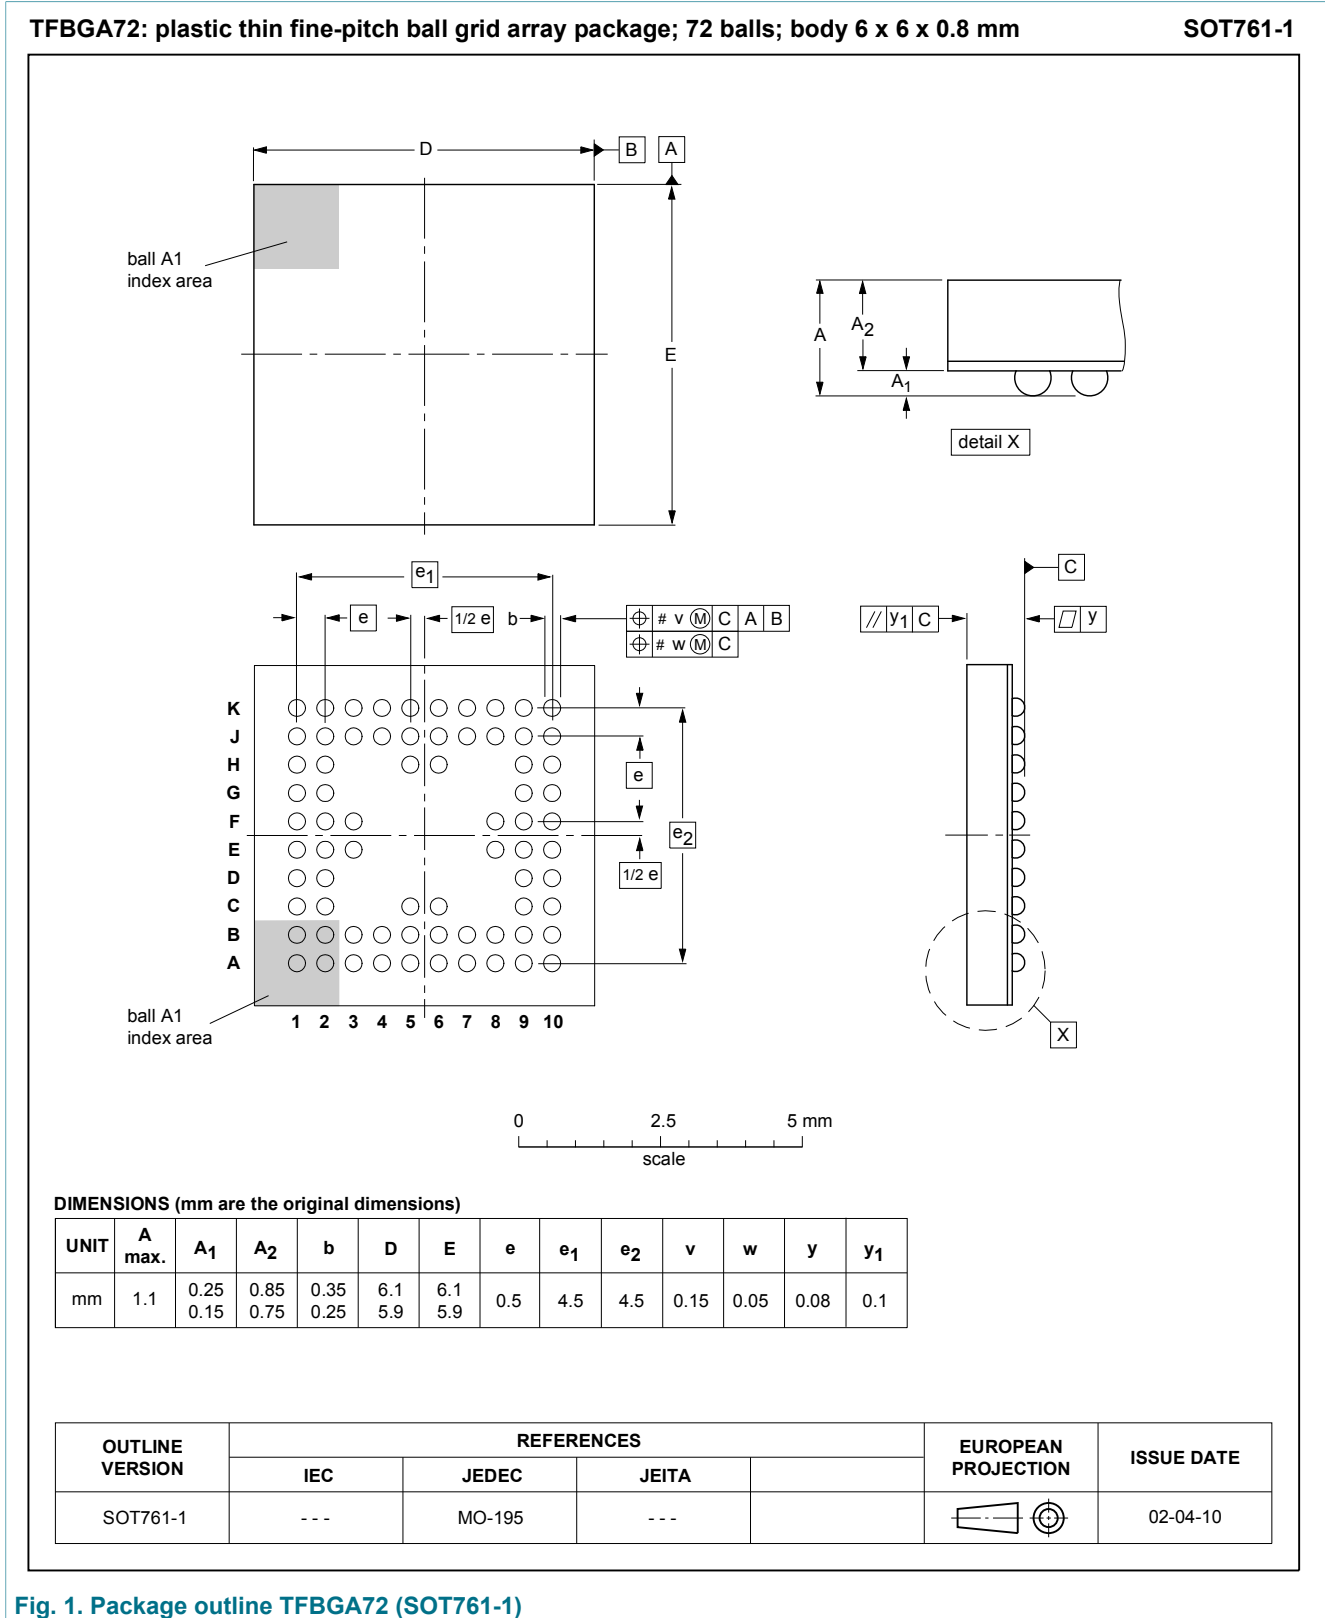 TFBGA72: plastic thin fine-pitch ball grid array package; 72 balls; body 6 x 6 x 0.8 mm SOT761-1
D B A
ball A1
index area
E
A A2
A1
detail X
e1
e 1/2 e b
# v M C A B
# w M C
y1 C
C
y
K
J
H
G
F
E
D
C
B
A
e
e2
1/2 e
ball A1
index area
1 2 3 4 5 6 7 8 9 10
X
0 2.5 5 mm
scale
DIMENSIONS (mm are the original dimensions)
UNIT A max. A1 A2 b D E e e1 e2 v w y y1
mm 1.1 0.25 0.15 0.85 0.75 0.35 0.25 6.1 5.9 6.1 5.9 0.5 4.5 4.5 0.15 0.05 0.08 0.1
OUTLINE VERSION REFERENCES EUROPEAN PROJECTION ISSUE DATE
IEC JEDEC JEITA
SOT761-1 - - - MO-195 - - - 02-04-10
Fig. 1. Package outline TFBGA72 (SOT761-1)